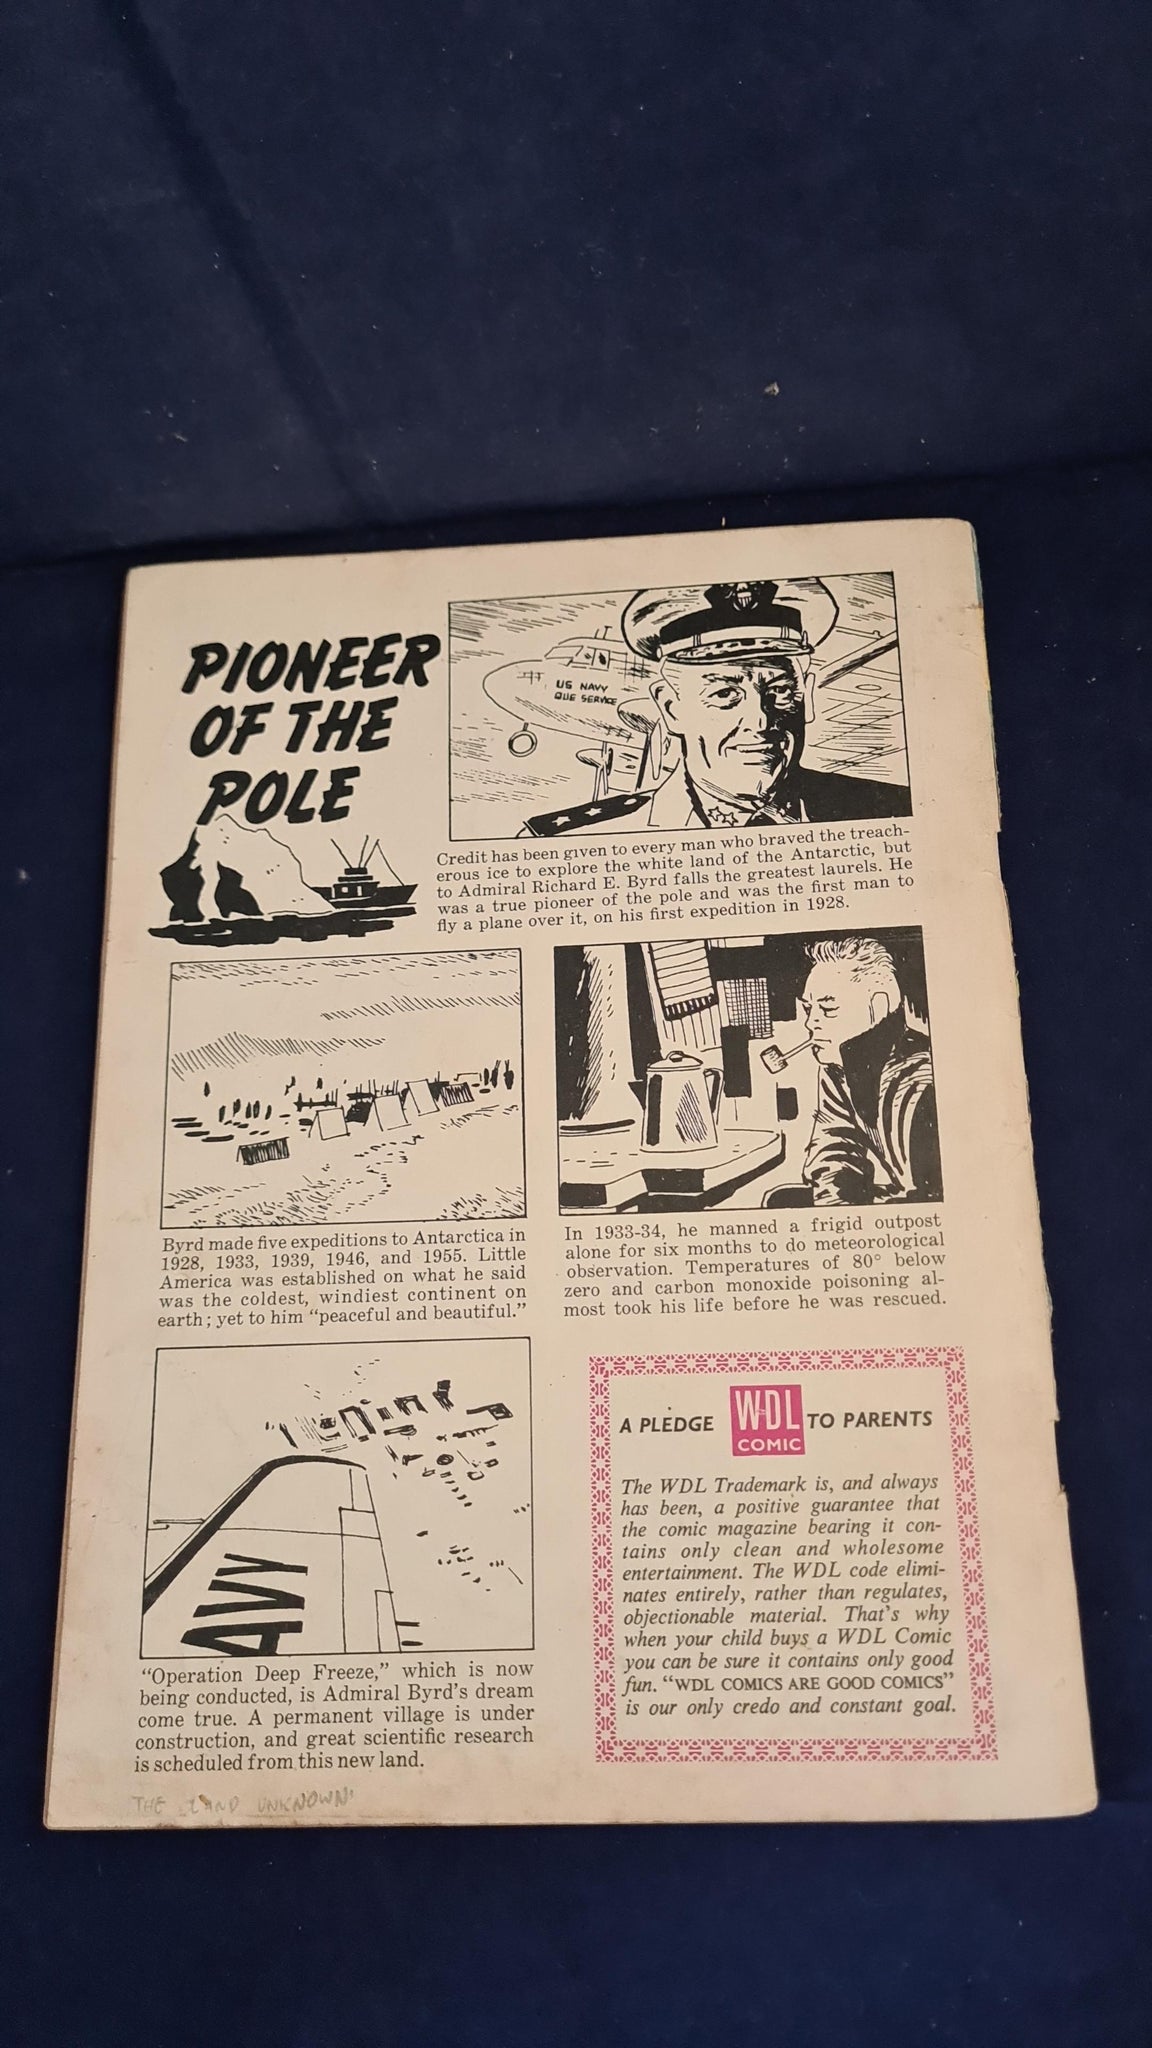 PIONEER
OF THE
POLE
US NAVY
QUE SERVICE
Credit has been given to every man who braved the treach-
erous ice to explore the white land of the Antarctic, but
to Admiral Richard E. Byrd falls the greatest laurels. He
was a true pioneer of the pole and was the first man to
fly a plane over it, on his first expedition in 1928.
Byrd made five expeditions to Antarctica in
1928, 1933, 1939, 1946, and 1955. Little
America was established on what he said
was the coldest, windiest continent on
earth; yet to him "peaceful and beautiful."
In 1933-34, he manned a frigid outpost
alone for six months to do meteorological
observation. Temperatures of 80° below
zero and carbon monoxide poisoning al-
most took his life before he was rescued.
AVY
"Operation Deep Freeze," which is now
being conducted, is Admiral Byrd's dream
come true. A permanent village is under
construction, and great scientific research
is scheduled from this new land.
A PLEDGE WDL COMIC TO PARENTS
The WDL Trademark is, and always
has been, a positive guarantee that
the comic magazine bearing it con-
tains only clean and wholesome
entertainment. The WDL code elimi-
nates entirely, rather than regulates,
objectionable material. That's why
when your child buys a WDL Comic
you can be sure it contains only good
fun. "WDL COMICS ARE GOOD COMICS"
is our only credo and constant goal.
THE LAND UNKNOWN'